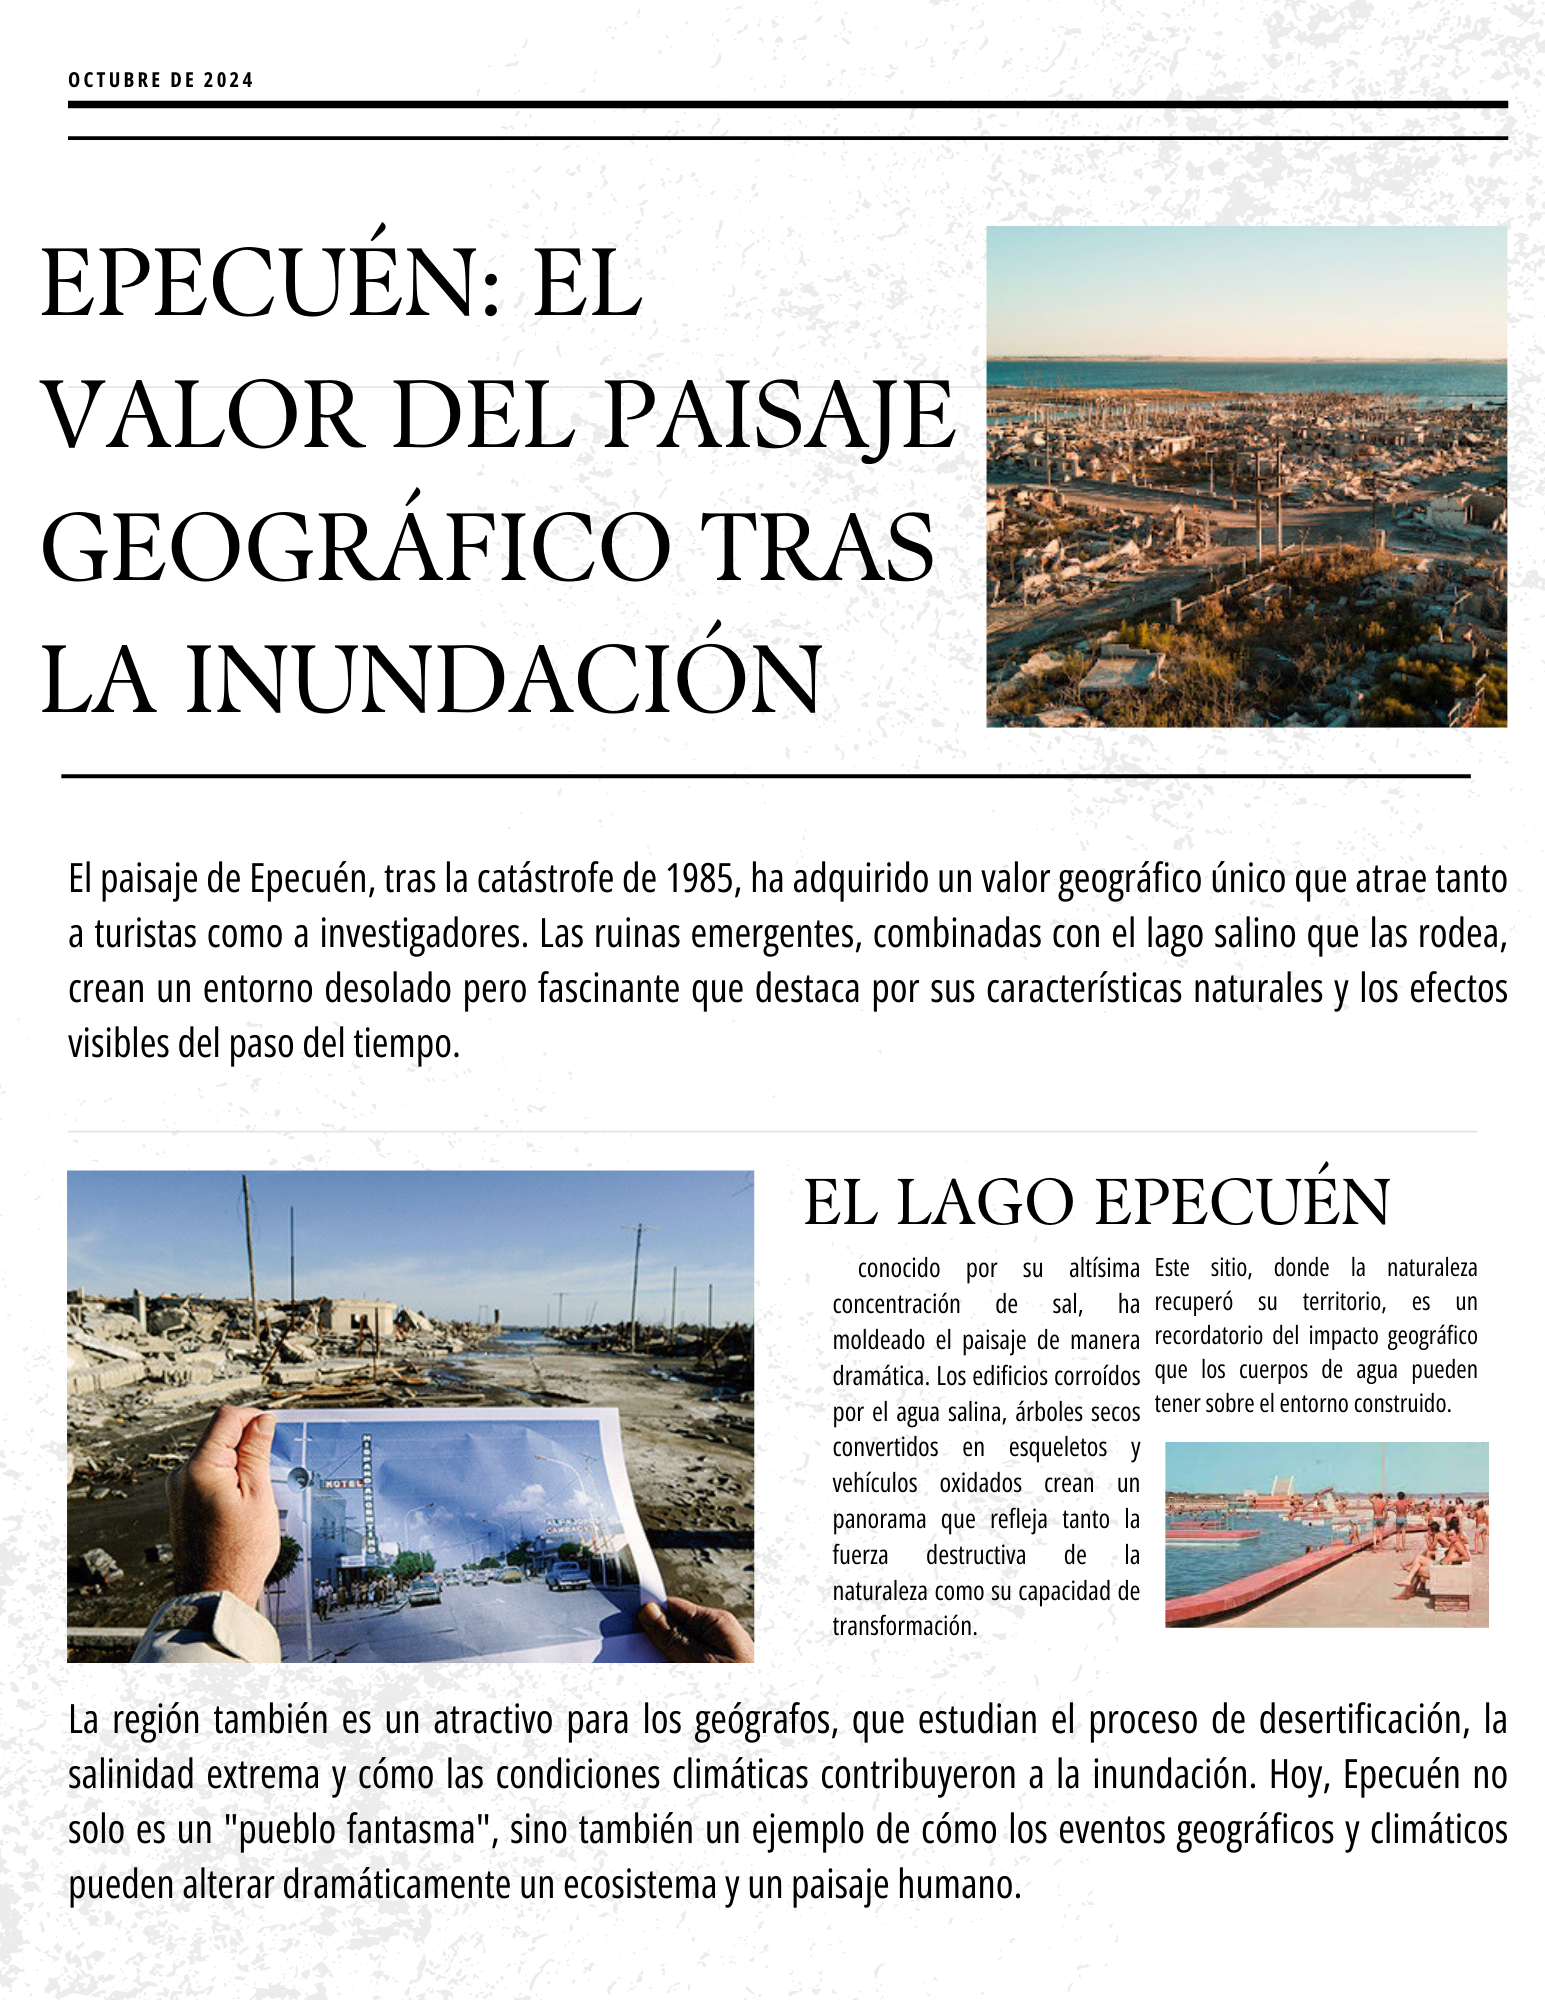 OCTUBRE DE 2024
EPECUÉN: EL
VALOR DEL PAISAJE
GEOGRÁFICO TRAS
LA INUNDACIÓN
El paisaje de Epecuén, tras la catástrofe de 1985, ha adquirido un valor geográfico único que atrae tanto
a turistas como a investigadores. Las ruinas emergentes, combinadas con el lago salino que las rodea,
crean un entorno desolado pero fascinante que destaca por sus características naturales y los efectos
visibles del paso del tiempo.
HISPANO ARGENTINO
HOTEL
EL LAGO EPECUÉN
conocido por su altísima
concentración de sal, ha
moldeado el paisaje de manera
dramática. Los edificios corroídos
por el agua salina, árboles secos
convertidos en esqueletos y
vehículos oxidados crean un
panorama que refleja tanto la
fuerza destructiva de la
naturaleza como su capacidad de
transformación.
Este sitio, donde la naturaleza
recuperó su territorio, es un
recordatorio del impacto geográfico
que los cuerpos de agua pueden
tener sobre el entorno construido.
La región también es un atractivo para los geógrafos, que estudian el proceso de desertificación, la
salinidad extrema y cómo las condiciones climáticas contribuyeron a la inundación. Hoy, Epecuén no
solo es un "pueblo fantasma", sino también un ejemplo de cómo los eventos geográficos y climáticos
pueden alterar dramáticamente un ecosistema y un paisaje humano.